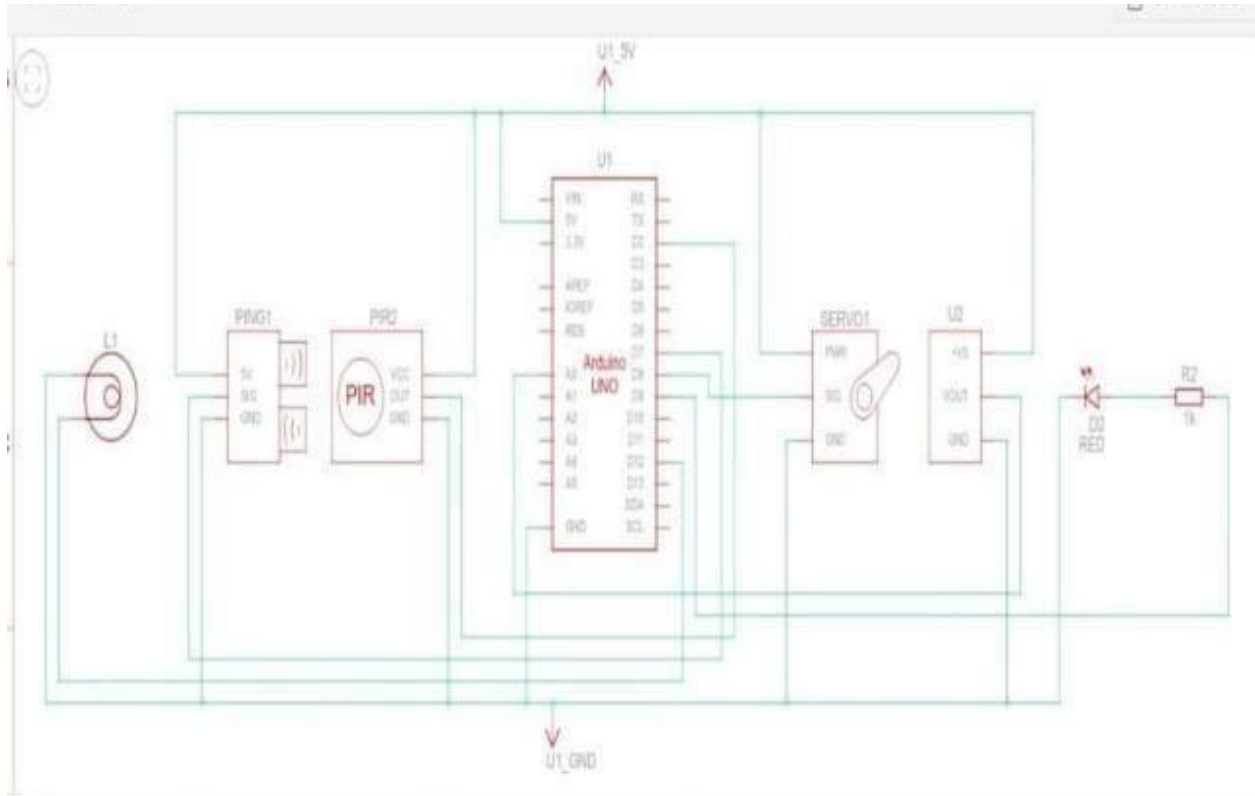 U1_5V
U1
VIN
5V
3.3V
AREF
IOREF
RES
A0
A1
A2
A3
A4
A5
GND
RX
TX
D2
D3
D4
D5
D6
D7
D8
D9
D10
D11
D12
D13
SDA
SCL
Arduino
UNO
L1
PING1
5V
SIG
GND
PIR2
PIR
VCC
OUT
GND
SERVO1
PWR
SIG
GND
U2
+VS
VOUT
GND
D2
RED
R2
1k
U1_GND